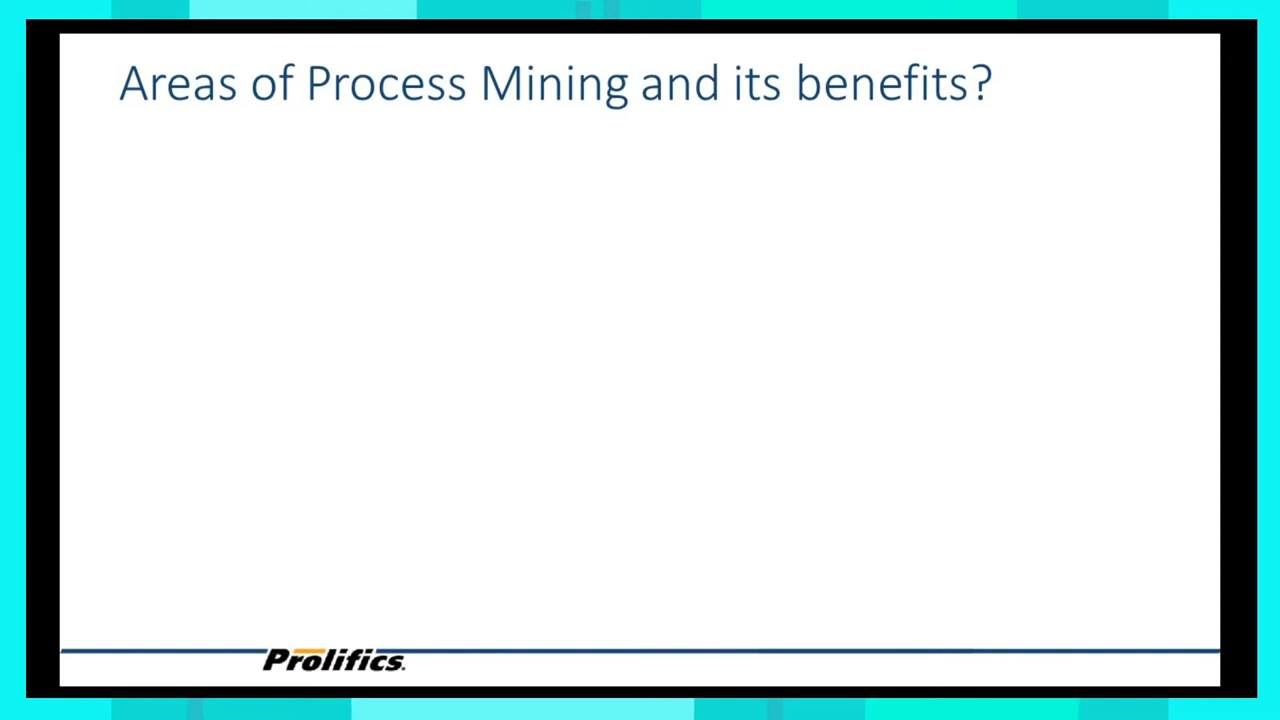 Areas of Process Mining and its benefits?
Prolifics.